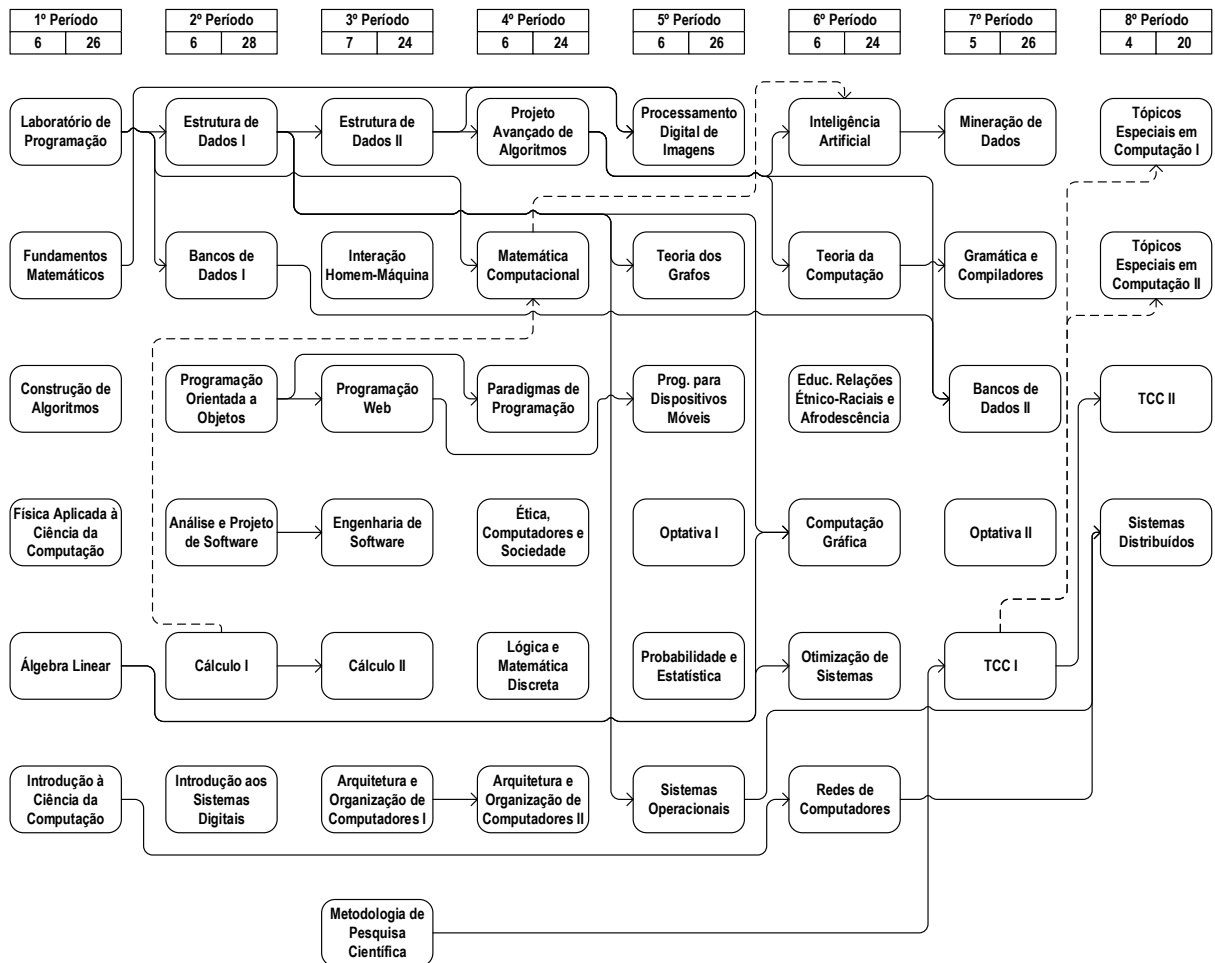 1º Período
6 26
2º Período
6 28
3º Período
7 24
4º Período
6 24
5º Período
6 26
6º Período
6 24
7º Período
5 26
8º Período
4 20
Laboratório de
Programação
Estrutura de
Dados I
Estrutura de
Dados II
Projeto
Avançado de
Algoritmos
Processamento
Digital de
Imagens
Inteligência
Artificial
Mineração de
Dados
Tópicos
Especiais em
Computação I
Fundamentos
Matemáticos
Bancos de
Dados I
Interação
Homem-Máquina
Matemática
Computacional
Teoria dos
Grafos
Teoria da
Computação
Gramática e
Compiladores
Tópicos
Especiais em
Computação II
Construção de
Algoritmos
Programação
Orientada a
Objetos
Programação
Web
Paradigmas de
Programação
Prog. para
Dispositivos
Móveis
Educ. Relações
Étnico-Raciais e
Afrodescência
Bancos de
Dados II
TCC II
Física Aplicada à
Ciência da
Computação
Análise e Projeto
de Software
Engenharia de
Software
Ética,
Computadores e
Sociedade
Optativa I
Computação
Gráfica
Optativa II
Sistemas
Distribuídos
Álgebra Linear
Cálculo I
Cálculo II
Lógica e
Matemática
Discreta
Probabilidade e
Estatística
Otimização de
Sistemas
TCC I
Introdução à
Ciência da
Computação
Introdução aos
Sistemas
Digitais
Arquitetura e
Organização de
Computadores I
Arquitetura e
Organização de
Computadores II
Sistemas
Operacionais
Redes de
Computadores
Metodologia de
Pesquisa
Científica